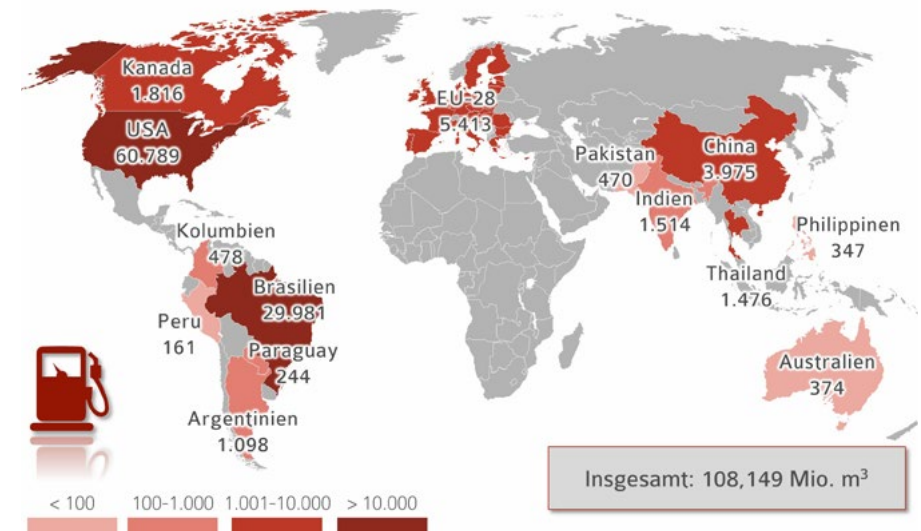 Kanada
1.816
USA
60.789
EU-28
5.413
China
3.975
Pakistan
470
Indien
1.514
Philippinen
347
Thailand
1.476
Kolumbien
478
Brasilien
29.981
Peru
161
Paraguay
244
Argentinien
1.098
Australien
374
Insgesamt: 108,149 Mio. m³
< 100 100-1.000 1.001-10.000 > 10.000